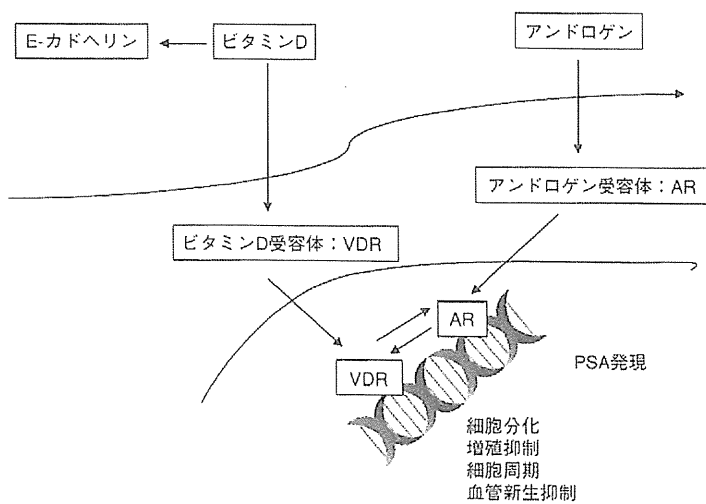 E-カドヘリン
ビタミンD
アンドロゲン
アンドロゲン受容体：AR
ビタミンD受容体：VDR
AR
VDR
PSA発現
細胞分化
増殖抑制
細胞周期
血管新生抑制